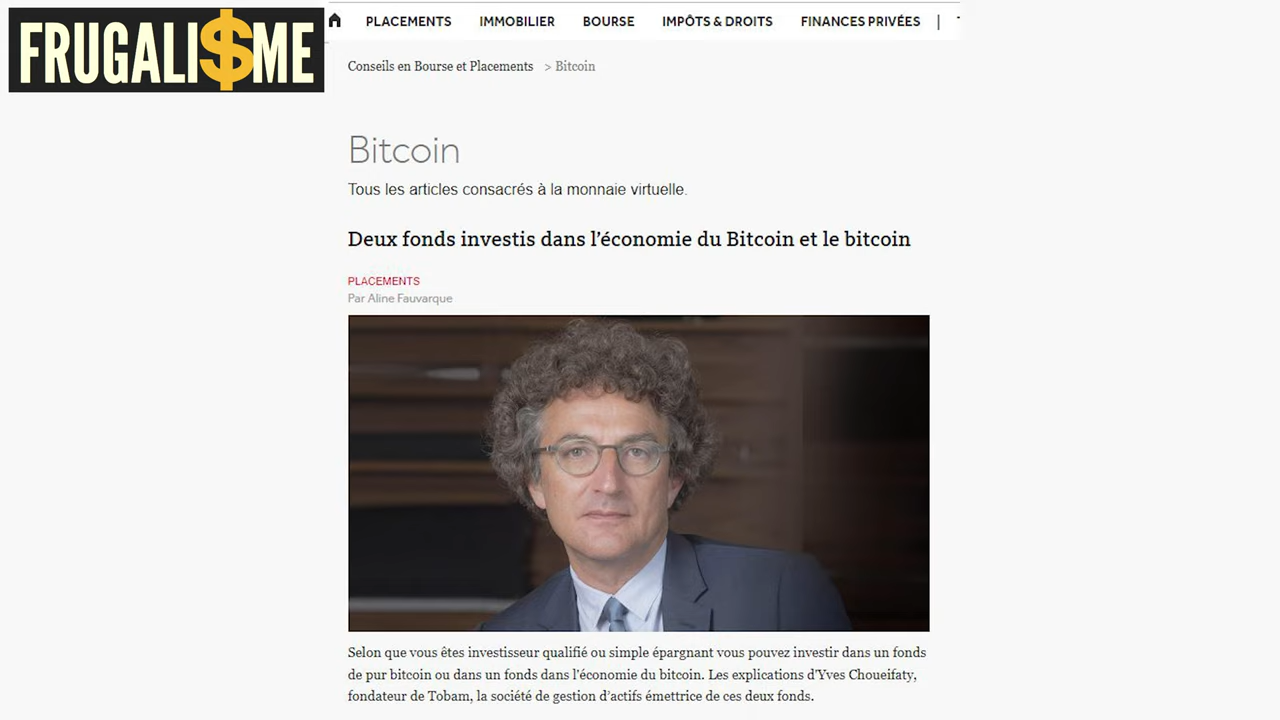 FRUGALI$ME
PLACEMENTS IMMOBILIER BOURSE IMPÔTS & DROITS FINANCES PRIVÉES |
Conseils en Bourse et Placements > Bitcoin
Bitcoin
Tous les articles consacrés à la monnaie virtuelle.
Deux fonds investis dans l’économie du Bitcoin et le bitcoin
PLACEMENTS
Par Aline Fauvarque
Selon que vous êtes investisseur qualifié ou simple épargnant vous pouvez investir dans un fonds
de pur bitcoin ou dans un fonds dans l'économie du bitcoin. Les explications d'Yves Choueifaty,
fondateur de Tobam, la société de gestion d’actifs émettrice de ces deux fonds.